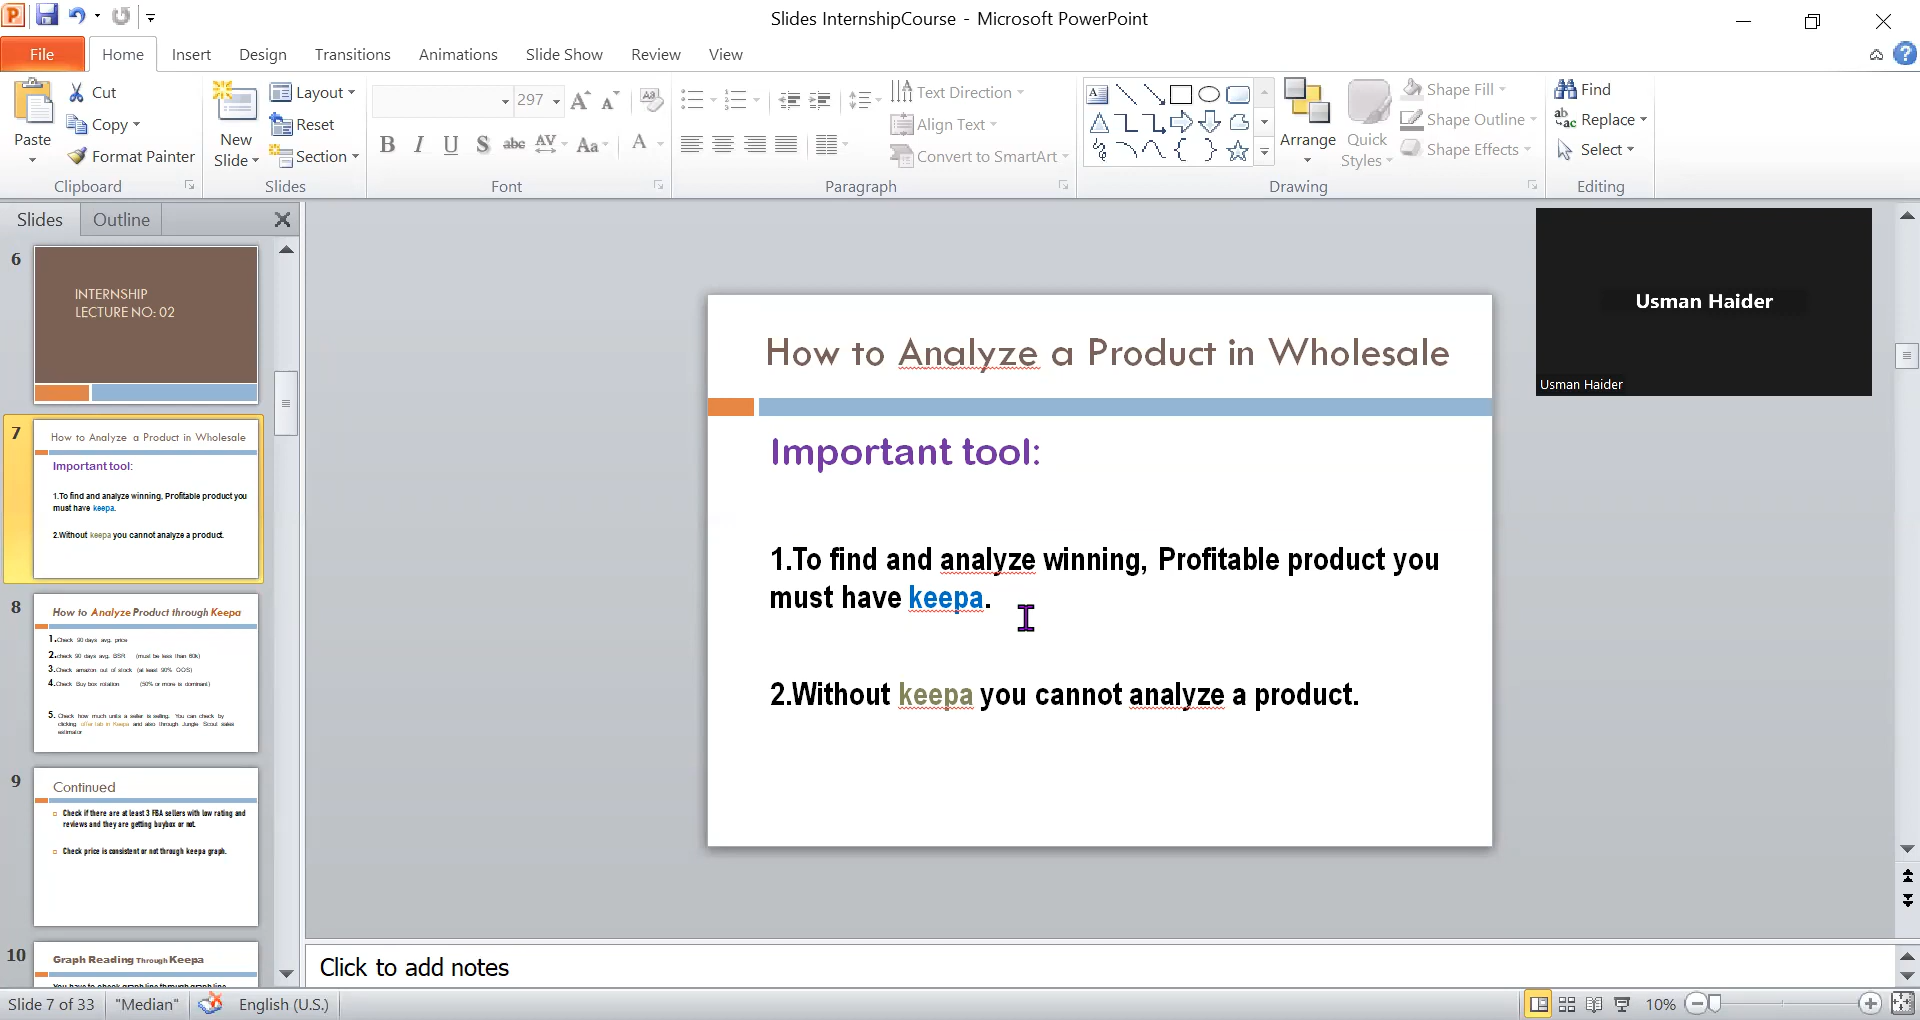 Slides InternshipCourse - Microsoft PowerPoint
File Home Insert Design Transitions Animations Slide Show Review View
Paste
Cut
Copy
Format Painter
Clipboard
New
Slide
Layout
Reset
Section
Slides
297
B I U S abc AV Aa A
Font
Text Direction
Align Text
Convert to SmartArt
Paragraph
Arrange
Quick
Styles
Shape Fill
Shape Outline
Shape Effects
Drawing
Find
Replace
Select
Editing
Slides Outline
6
INTERNSHIP
LECTURE NO: 02
7
How to Analyze a Product in Wholesale
Important tool:
1.To find and analyze winning, Profitable product you
must have keepa.
2.Without keepa you cannot analyze a product.
8
How to Analyze Product through Keepa
1.Check 90 days avg. price
2.check 90 days avg. BSR (must be less than 60k)
3.Check amazon out of stock (at least 90% OOS)
4.Check Buy box rotation (50% or more is dominant)
5. Check how much units a seller is selling. You can check by
clicking offer tab in Keepa and also through Jungle Scout sales
estimator
9
Continued
Check if there are at least 3 FBA sellers with low rating and
reviews and they are getting buybox or not.
Check price is consistent or not through keepa graph.
10
Graph Reading Through Keepa
How to Analyze a Product in Wholesale
Important tool:
1.To find and analyze winning, Profitable product you
must have keepa.
2.Without keepa you cannot analyze a product.
Usman Haider
Usman Haider
Click to add notes
Slide 7 of 33 "Median" English (U.S.) 10%